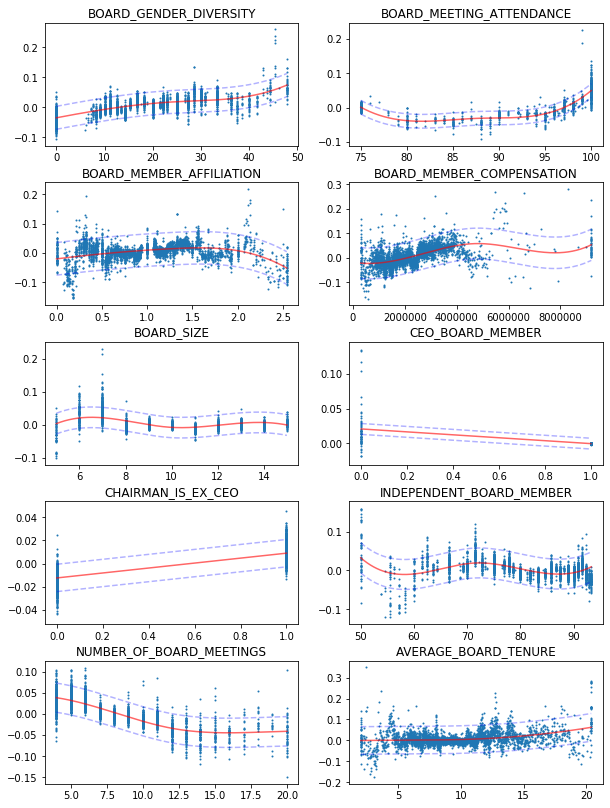 BOARD_GENDER_DIVERSITY
0.2
0.1
0.0
−0.1
0 10 20 30 40 50
BOARD_MEETING_ATTENDANCE
0.2
0.1
0.0
−0.1
75 80 85 90 95 100
BOARD_MEMBER_AFFILIATION
0.2
0.1
0.0
−0.1
0.0 0.5 1.0 1.5 2.0 2.5
BOARD_MEMBER_COMPENSATION
0.3
0.2
0.1
0.0
−0.1
0 2000000 4000000 6000000 8000000
BOARD_SIZE
0.2
0.1
0.0
−0.1
6 8 10 12 14
CEO_BOARD_MEMBER
0.10
0.05
0.00
0.0 0.2 0.4 0.6 0.8 1.0
CHAIRMAN_IS_EX_CEO
0.04
0.02
0.00
−0.02
−0.04
0.0 0.2 0.4 0.6 0.8 1.0
INDEPENDENT_BOARD_MEMBER
0.1
0.0
−0.1
50 60 70 80 90
NUMBER_OF_BOARD_MEETINGS
0.10
0.05
0.00
−0.05
−0.10
−0.15
5.0 7.5 10.0 12.5 15.0 17.5 20.0
AVERAGE_BOARD_TENURE
0.3
0.2
0.1
0.0
−0.1
−0.2
5 10 15 20